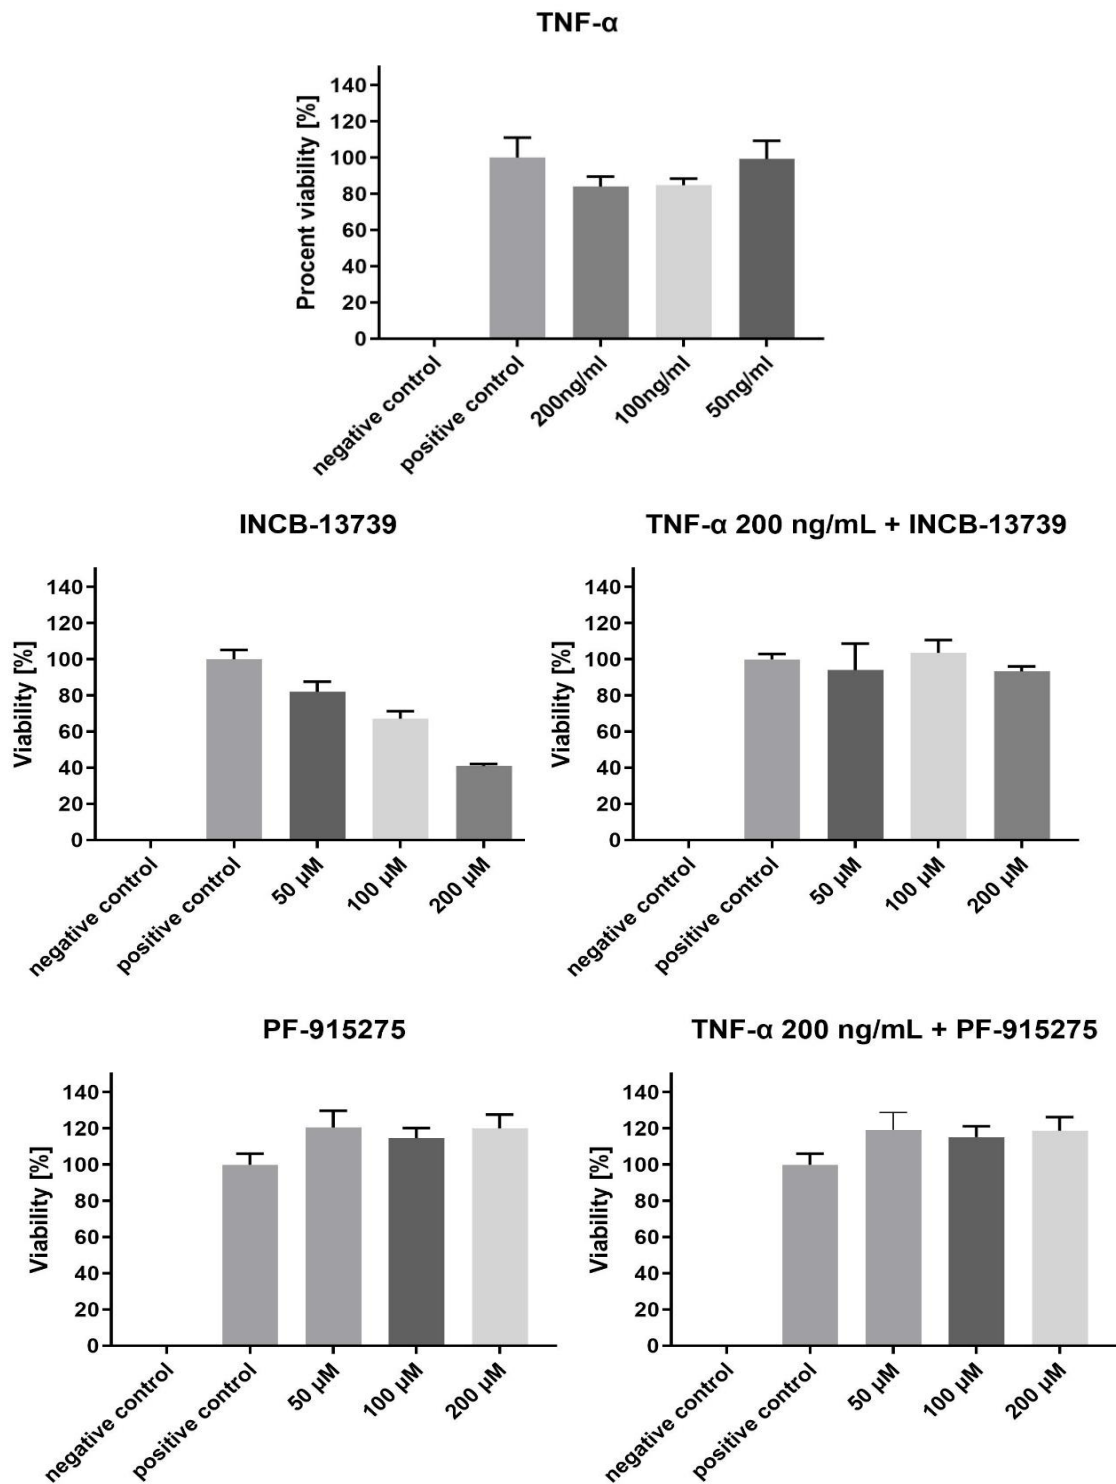 TNF-α
Procent viability [%]
140
120
100
80
60
40
20
0
negative control
positive control
200ng/ml
100ng/ml
50ng/ml
INCB-13739
Viability [%]
140
120
100
80
60
40
20
0
negative control
positive control
50 µM
100 µM
200 µM
TNF-α 200 ng/mL + INCB-13739
Viability [%]
140
120
100
80
60
40
20
0
negative control
positive control
50 µM
100 µM
200 µM
PF-915275
Viability [%]
140
120
100
80
60
40
20
0
negative control
positive control
50 µM
100 µM
200 µM
TNF-α 200 ng/mL + PF-915275
Viability [%]
140
120
100
80
60
40
20
0
negative control
positive control
50 µM
100 µM
200 µM